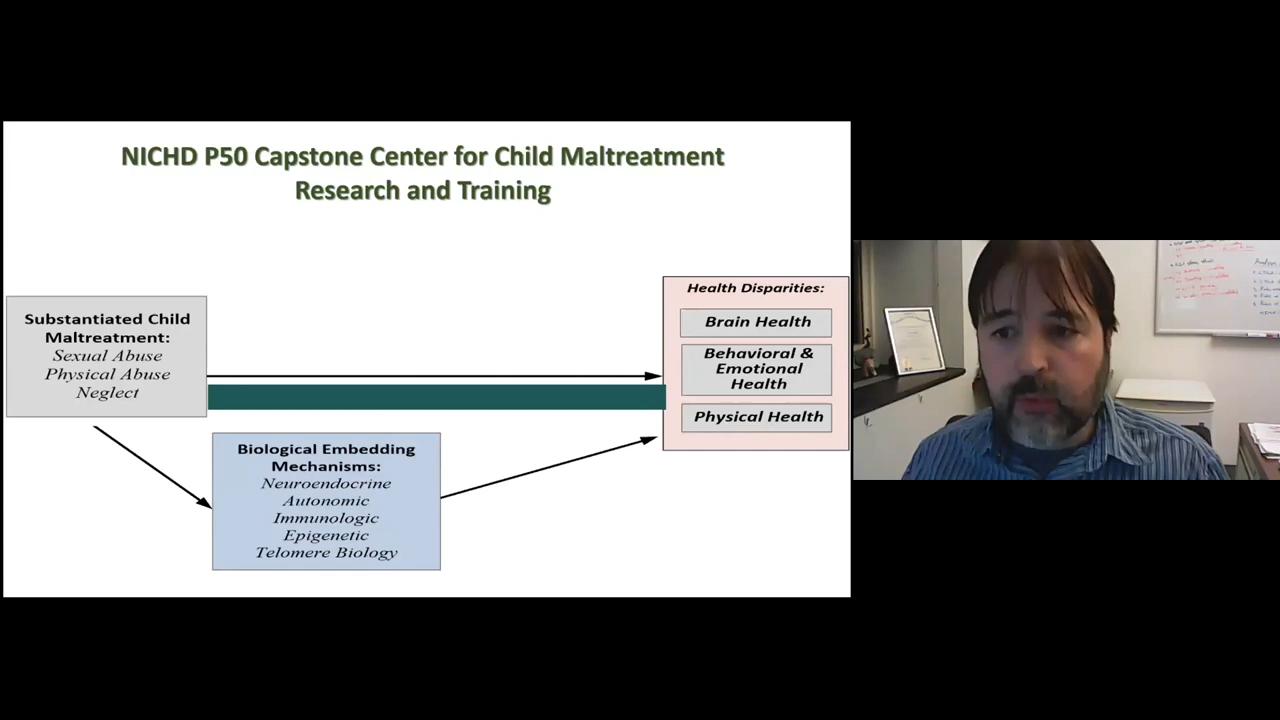 NICHD P50 Capstone Center for Child Maltreatment
Research and Training
Substantiated Child
Maltreatment:
Sexual Abuse
Physical Abuse
Neglect
Biological Embedding
Mechanisms:
Neuroendocrine
Autonomic
Immunologic
Epigenetic
Telomere Biology
Health Disparities:
Brain Health
Behavioral &
Emotional
Health
Physical Health